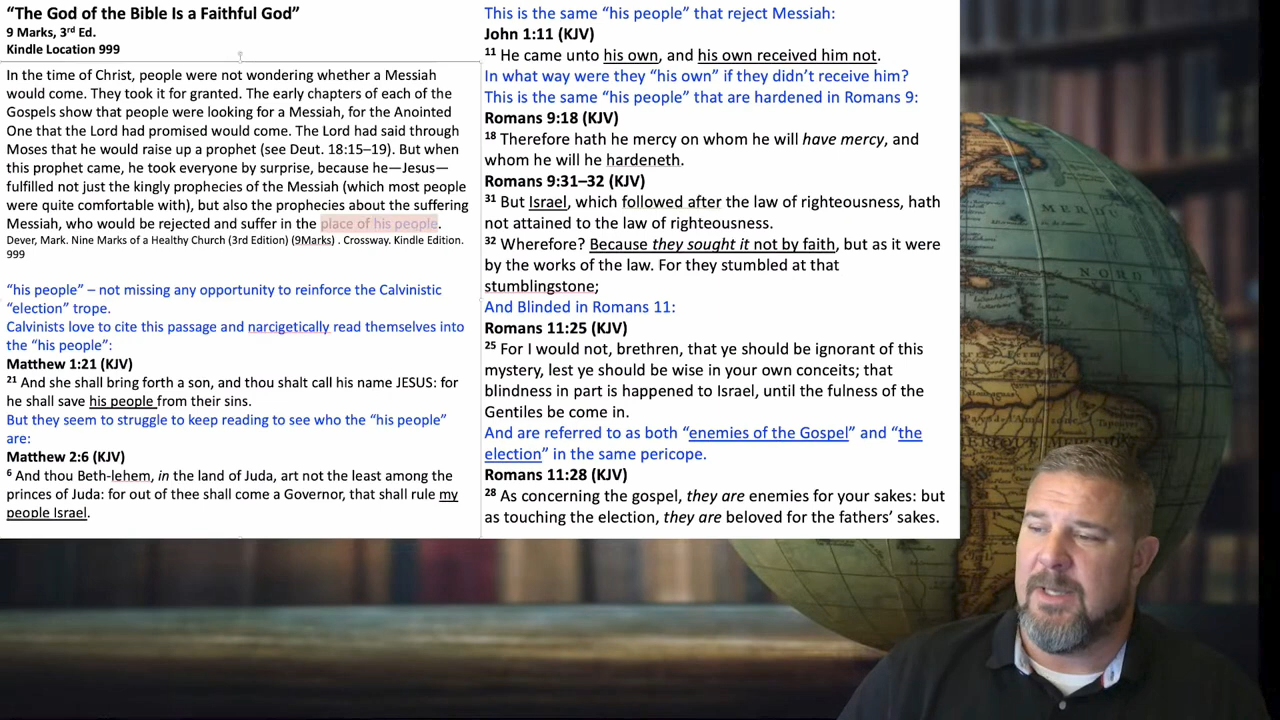 “The God of the Bible Is a Faithful God”
9 Marks, 3rd Ed.
Kindle Location 999
In the time of Christ, people were not wondering whether a Messiah
would come. They took it for granted. The early chapters of each of the
Gospels show that people were looking for a Messiah, for the Anointed
One that the Lord had promised would come. The Lord had said through
Moses that he would raise up a prophet (see Deut. 18:15–19). But when
this prophet came, he took everyone by surprise, because he—Jesus—
fulfilled not just the kingly prophecies of the Messiah (which most people
were quite comfortable with), but also the prophecies about the suffering
Messiah, who would be rejected and suffer in the place of his people.
Dever, Mark. Nine Marks of a Healthy Church (3rd Edition) (9Marks) . Crossway. Kindle Edition.
999
“his people” – not missing any opportunity to reinforce the Calvinistic
“election” trope.
Calvinists love to cite this passage and narcigetically read themselves into
the “his people”:
Matthew 1:21 (KJV)
21 And she shall bring forth a son, and thou shalt call his name JESUS: for
he shall save his people from their sins.
But they seem to struggle to keep reading to see who the “his people”
are:
Matthew 2:6 (KJV)
6 And thou Beth-lehem, in the land of Juda, art not the least among the
princes of Juda: for out of thee shall come a Governor, that shall rule my
people Israel.
This is the same “his people” that reject Messiah:
John 1:11 (KJV)
11 He came unto his own, and his own received him not.
In what way were they “his own” if they didn’t receive him?
This is the same “his people” that are hardened in Romans 9:
Romans 9:18 (KJV)
18 Therefore hath he mercy on whom he will have mercy, and
whom he will he hardeneth.
Romans 9:31–32 (KJV)
31 But Israel, which followed after the law of righteousness, hath
not attained to the law of righteousness.
32 Wherefore? Because they sought it not by faith, but as it were
by the works of the law. For they stumbled at that
stumblingstone;
And Blinded in Romans 11:
Romans 11:25 (KJV)
25 For I would not, brethren, that ye should be ignorant of this
mystery, lest ye should be wise in your own conceits; that
blindness in part is happened to Israel, until the fulness of the
Gentiles be come in.
And are referred to as both “enemies of the Gospel” and “the
election” in the same pericope.
Romans 11:28 (KJV)
28 As concerning the gospel, they are enemies for your sakes: but
as touching the election, they are beloved for the fathers’ sakes.
MERDU
NORD